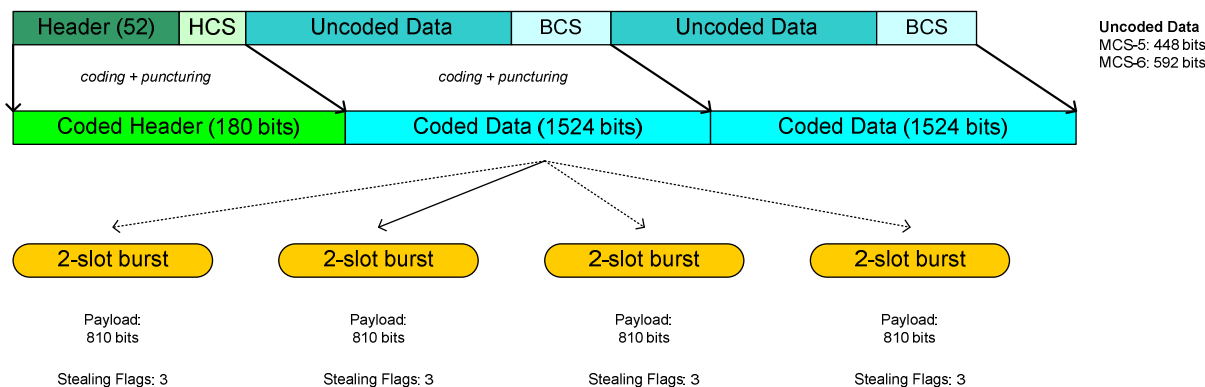 Header (52) HCS Uncoded Data BCS Uncoded Data BCS
Uncoded Data
MCS-5: 448 bits
MCS-6: 592 bits
coding + puncturing coding + puncturing
Coded Header (180 bits) Coded Data (1524 bits) Coded Data (1524 bits)
2-slot burst 2-slot burst 2-slot burst 2-slot burst
Payload: Payload: Payload: Payload:
810 bits 810 bits 810 bits 810 bits
Stealing Flags: 3 Stealing Flags: 3 Stealing Flags: 3 Stealing Flags: 3